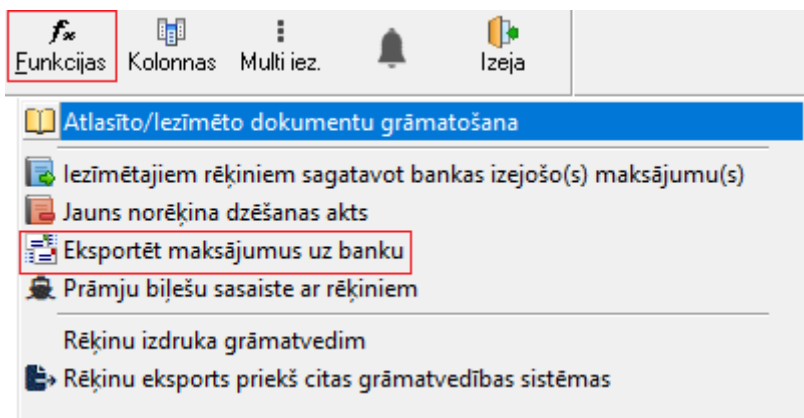 Funkcijas Kolonnas Multi iez. Izeja
Atlasīto/Iezīmēto dokumentu grāmatošana
Iezīmētajiem rēķiniem sagatavot bankas izejošo(s) maksājumu(s)
Jauns norēķina dzēšanas akts
Eksportēt maksājumus uz banku
Prāmju biļešu sasaiste ar rēķiniem
Rēķinu izdruka grāmatvedim
Rēķinu eksports priekš citas grāmatvedības sistēmas